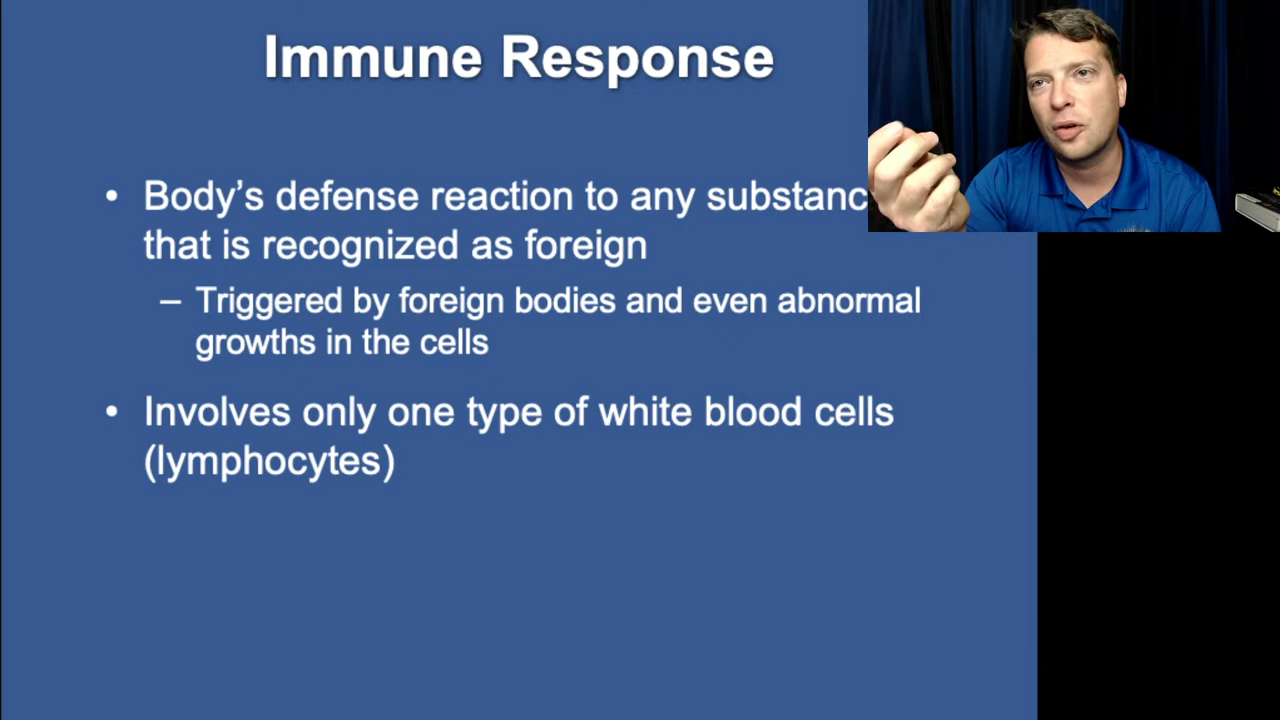 Immune Response
• Body's defense reaction to any substanc
that is recognized as foreign
– Triggered by foreign bodies and even abnormal
growths in the cells
• Involves only one type of white blood cells
(lymphocytes)